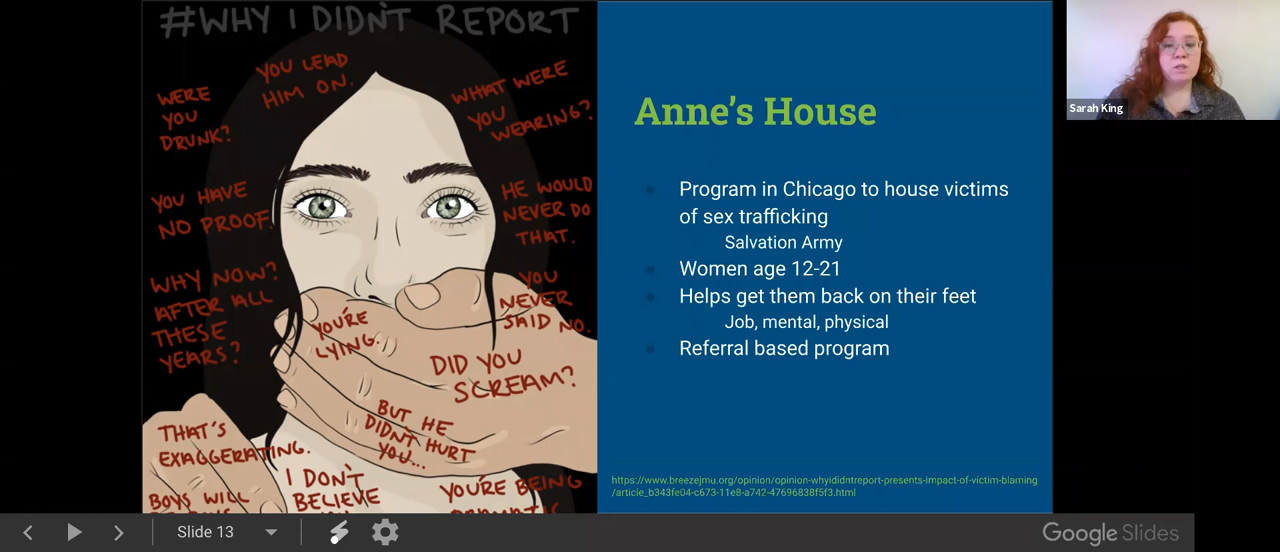 #WHY I DIDN'T REPORT
YOU LEAD
HIM ON.
WERE
YOU
DRUNK?
WHAT WERE
YOU
WEARING?
YOU HAVE
NO PROOF.
HE WOULD
NEVER DO
THAT.
WHY NOW?
AFTER ALL
THESE
YEARS?
YOU
NEVER
SAID NO.
YOU'RE
LYING.
DID YOU
SCREAM?
BUT HE
DIDN'T HURT
YOU...
THAT'S
EXAGGERATING.
I DON'T
BELIEVE
BOYS WILL
YOU'RE BEING
Anne's House
Program in Chicago to house victims
of sex trafficking
Salvation Army
Women age 12-21
Helps get them back on their feet
Job, mental, physical
Referral based program
https://www.breezejmu.org/opinion/opinion-whyididntreport-presents-impact-of-victim-blaming
/article_b343fe04-c673-11e8-a742-47696838f5f3.html
Sarah King
Slide 13
Google Slides